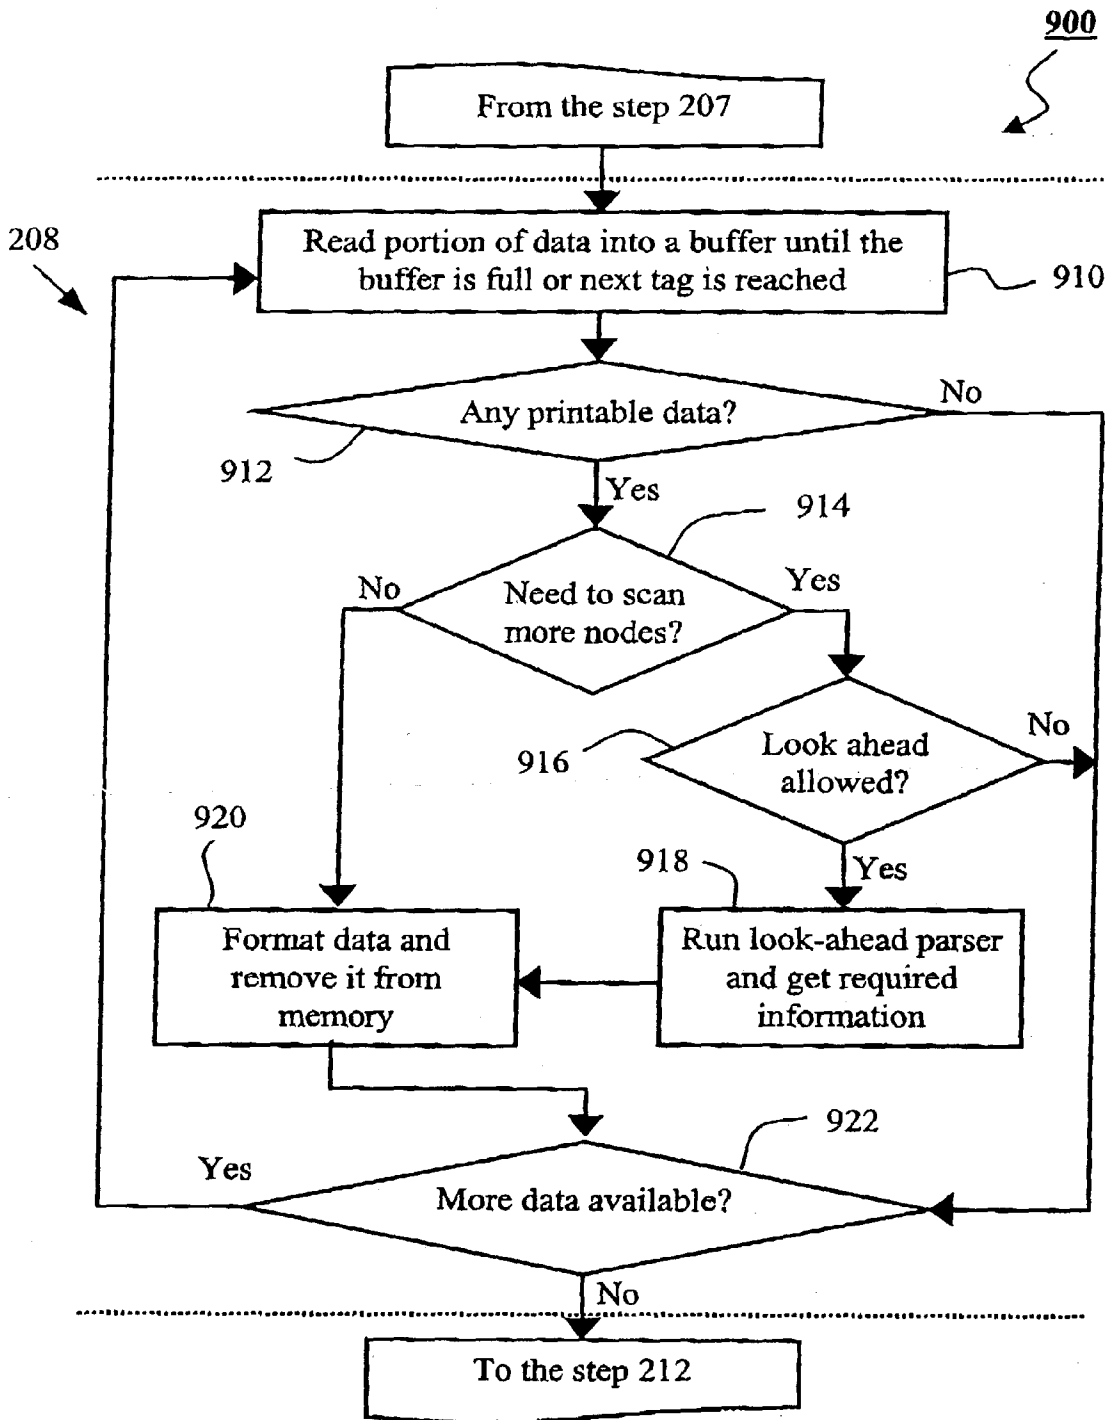 900
From the step 207
208
Read portion of data into a buffer until the
buffer is full or next tag is reached
910
Any printable data?
No
912
Yes
914
No
Need to scan
more nodes?
Yes
916
Look ahead
allowed?
No
920
918
Yes
Format data and
remove it from
memory
Run look-ahead parser
and get required
information
922
Yes
More data available?
No
To the step 212